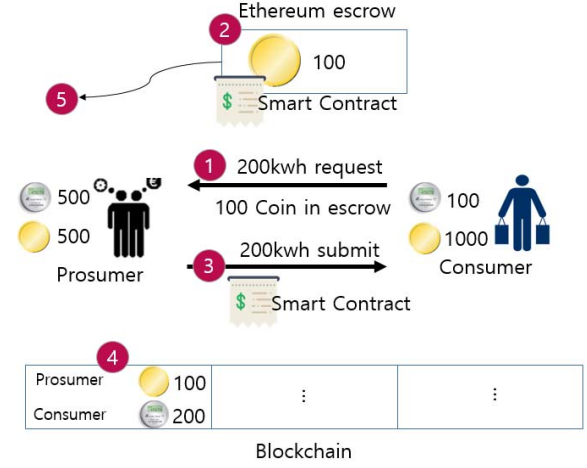 Ethereum escrow
2
100
$
Smart Contract
5
1
200kwh request
500
100
100 Coin in escrow
500
1000
200kwh submit
Prosumer
3
Consumer
$
Smart Contract
4
Prosumer
100
⋮
⋮
Consumer
200
Blockchain